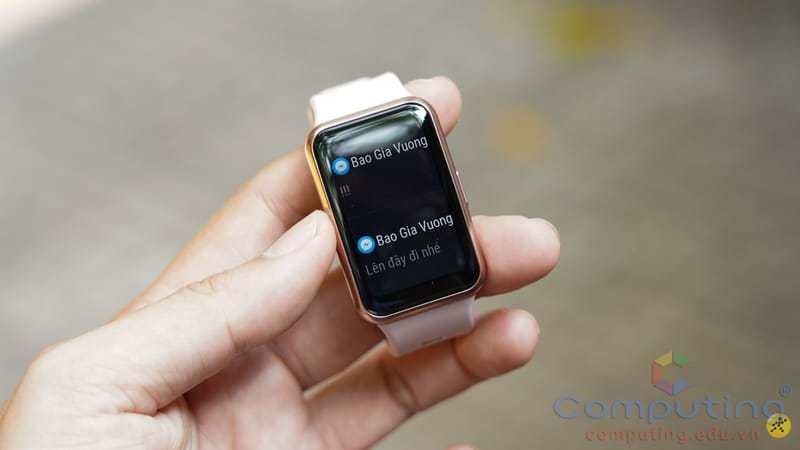 Bao Gia Vuong
!!!
Bao Gia Vuong
Lên đây đi nhé
Computing®
computing.edu.vn